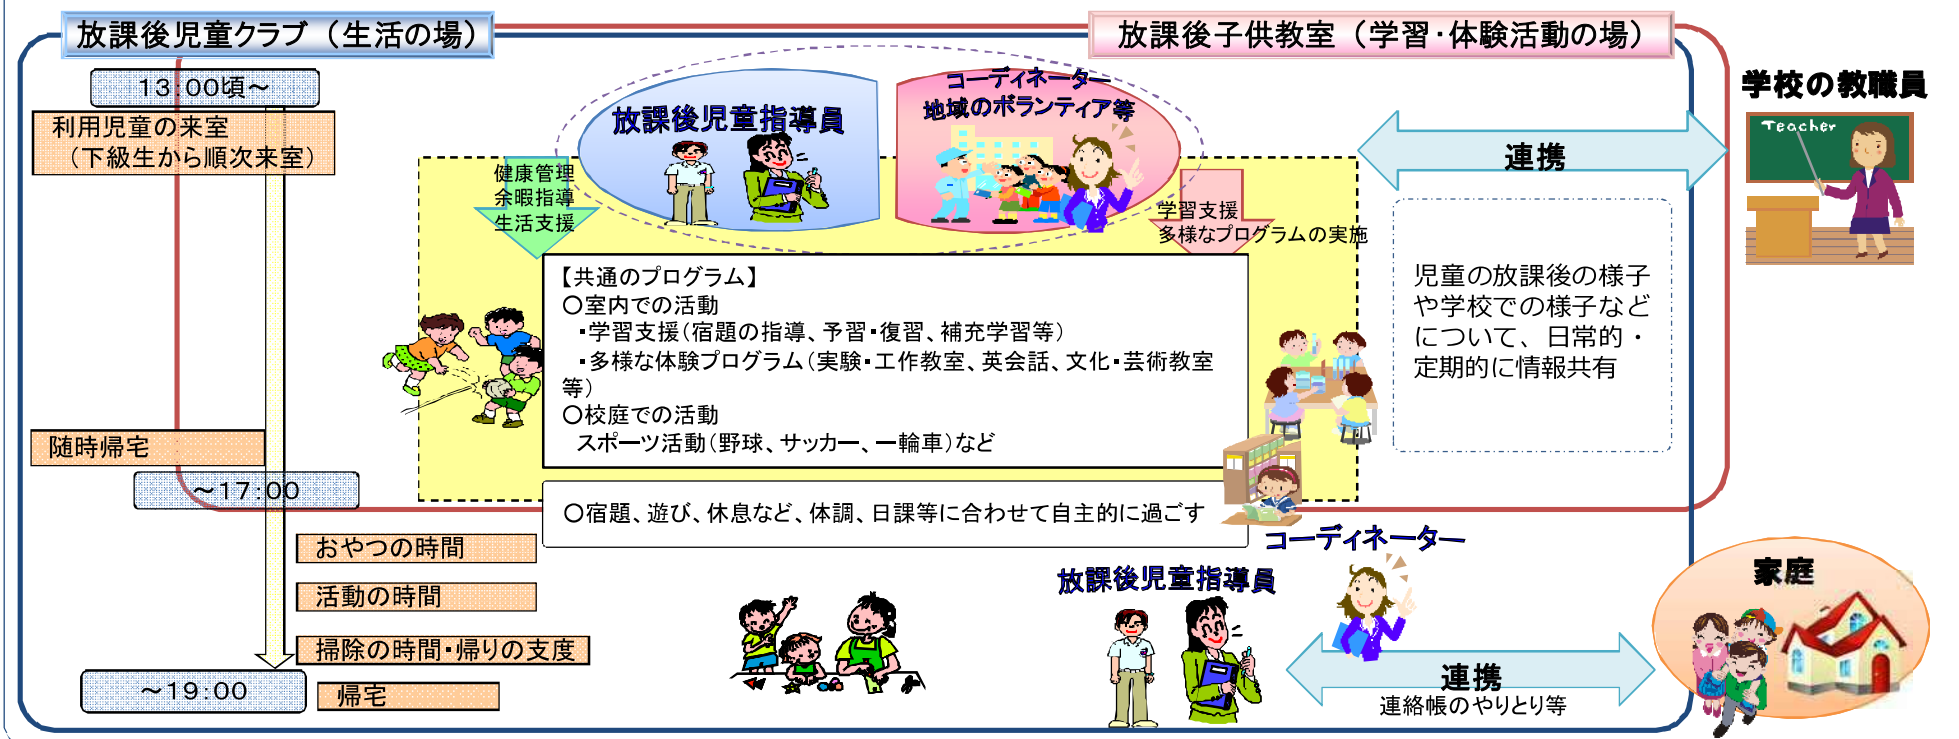 放課後児童クラブ（生活の場）
放課後子供教室（学習・体験活動の場）
13:00頃～
利用児童の来室
（下級生から順次来室）
放課後児童指導員
コーディネーター
地域のボランティア等
学校の教職員
Teacher
連携
健康管理
余暇指導
生活支援
学習支援
多様なプログラムの実施
【共通のプログラム】
○室内での活動
・学習支援（宿題の指導、予習・復習、補充学習等）
・多様な体験プログラム（実験・工作教室、英会話、文化・芸術教室
等）
○校庭での活動
スポーツ活動（野球、サッカー、一輪車）など
児童の放課後の様子
や学校での様子など
について、日常的・
定期的に情報共有
随時帰宅
～17:00
○宿題、遊び、休息など、体調、日課等に合わせて自主的に過ごす
おやつの時間
活動の時間
掃除の時間・帰りの支度
～19:00
帰宅
コーディネーター
放課後児童指導員
家庭
連携
連絡帳のやりとり等